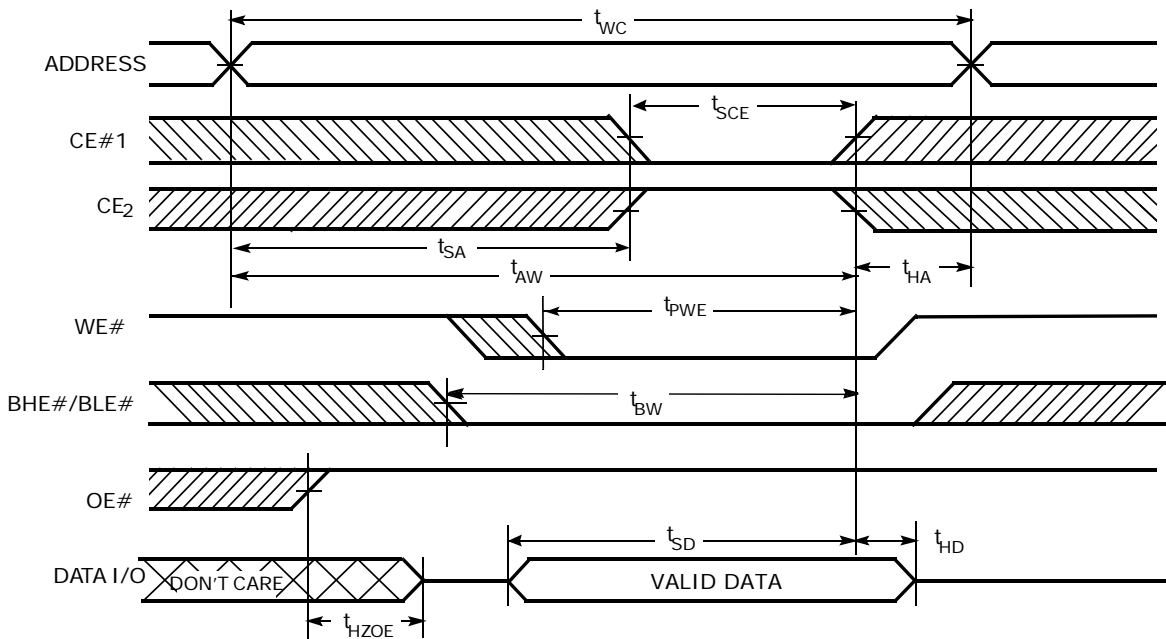 tWC
ADDRESS
tSCE
CE#1
CE2
tSA
tAW
tHA
tPWE
WE#
BHE#/BLE#
tBW
OE#
tSD
tHD
DATA I/O
DON'T CARE
VALID DATA
tHZOE